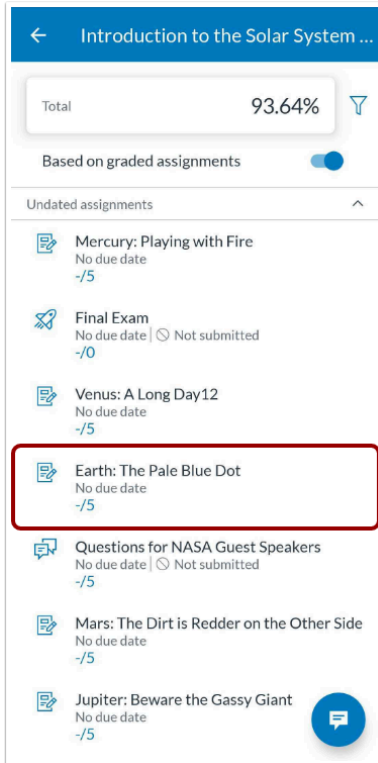 Introduction to the Solar System ...
Total 93.64%
Based on graded assignments
Undated assignments
Mercury: Playing with Fire
No due date
-/5
Final Exam
No due date | Not submitted
-/0
Venus: A Long Day12
No due date
-/5
Earth: The Pale Blue Dot
No due date
-/5
Questions for NASA Guest Speakers
No due date | Not submitted
-/5
Mars: The Dirt is Redder on the Other Side
No due date
-/5
Jupiter: Beware the Gassy Giant
No due date
-/5